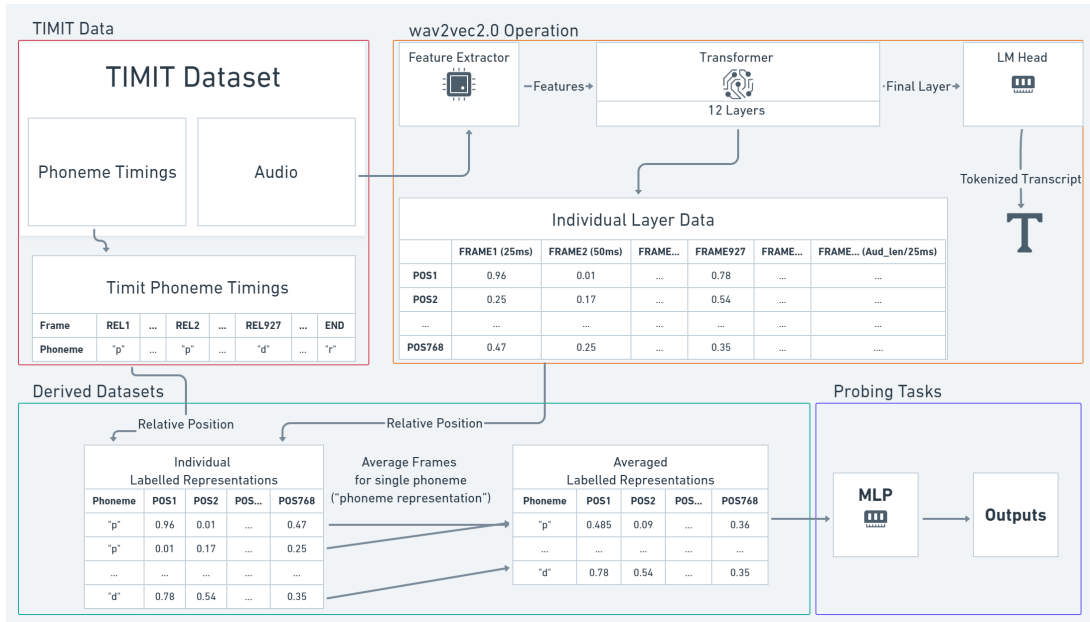 TIMIT Data
TIMIT Dataset
Phoneme Timings
Audio
Timit Phoneme Timings
Frame REL1 ... REL2 ... REL927 ... END
Phoneme "p" ... "p" ... "d" ... "r"
wav2vec2.0 Operation
Feature Extractor
Features
Transformer
12 Layers
Final Layer
LM Head
Tokenized Transcript
T
Individual Layer Data
FRAME1 (25ms) FRAME2 (50ms) FRAME... FRAME927 FRAME... FRAME... (Aud_len/25ms)
POS1 0.96 0.01 ... 0.78 ... ...
POS2 0.25 0.17 ... 0.54 ... ...
... ... ... ... ... ... ...
POS768 0.47 0.25 ... 0.35 ... ....
Derived Datasets
Relative Position
Relative Position
Individual
Labelled Representations
Phoneme POS1 POS2 POS... POS768
"p" 0.96 0.01 ... 0.47
"p" 0.01 0.17 ... 0.25
... ... ... ... ...
"d" 0.78 0.54 ... 0.35
Average Frames
for single phoneme
("phoneme representation")
Averaged
Labelled Representations
Phoneme POS1 POS2 POS... POS768
"p" 0.485 0.09 ... 0.36
... ... ... ... ...
"d" 0.78 0.54 ... 0.35
Probing Tasks
MLP
Outputs